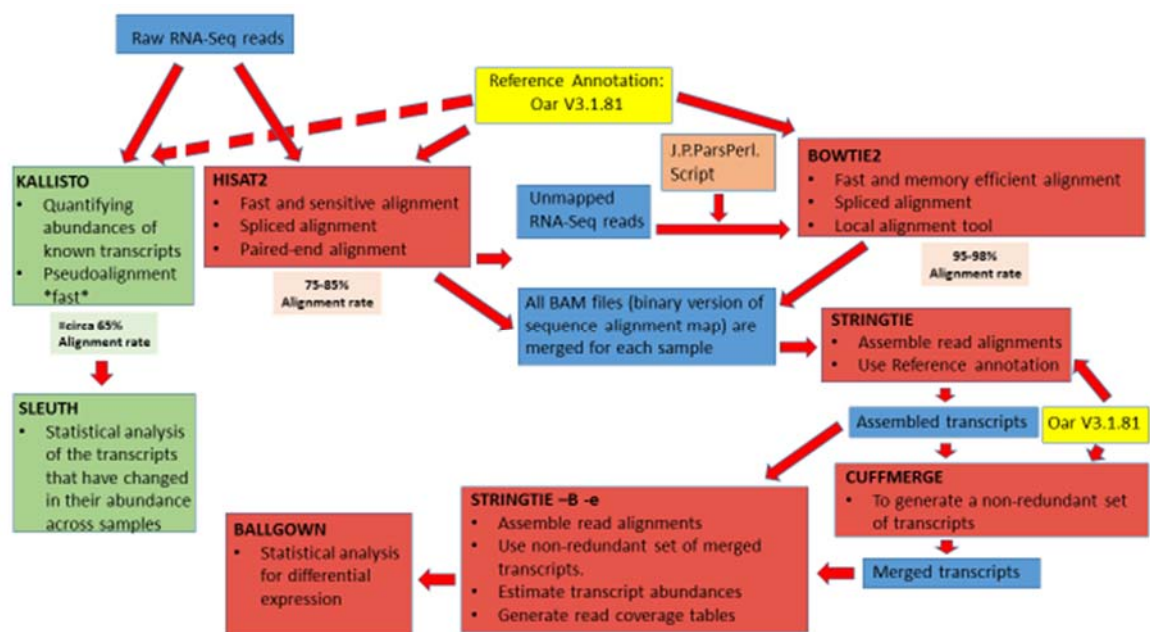 Raw RNA-Seq reads
Reference Annotation:
Oar V3.1.81
J.P.ParsPerl.
Script
KALLISTO
• Quantifying
abundances of
known transcripts
• Pseudoalignment
*fast*
HISAT2
• Fast and sensitive alignment
• Spliced alignment
• Paired-end alignment
Unmapped
RNA-Seq reads
BOWTIE2
• Fast and memory efficient alignment
• Spliced alignment
• Local alignment tool
75-85%
Alignment rate
95-98%
Alignment rate
≡circa 65%
Alignment rate
All BAM files (binary version of
sequence alignment map) are
merged for each sample
STRINGTIE
• Assemble read alignments
• Use Reference annotation
SLEUTH
• Statistical analysis
of the transcripts
that have changed
in their abundance
across samples
Assembled transcripts
Oar V3.1.81
CUFFMERGE
• To generate a non-redundant set
of transcripts
Merged transcripts
STRINGTIE –B -e
• Assemble read alignments
• Use non-redundant set of merged
transcripts.
• Estimate transcript abundances
• Generate read coverage tables
BALLGOWN
• Statistical analysis
for differential
expression